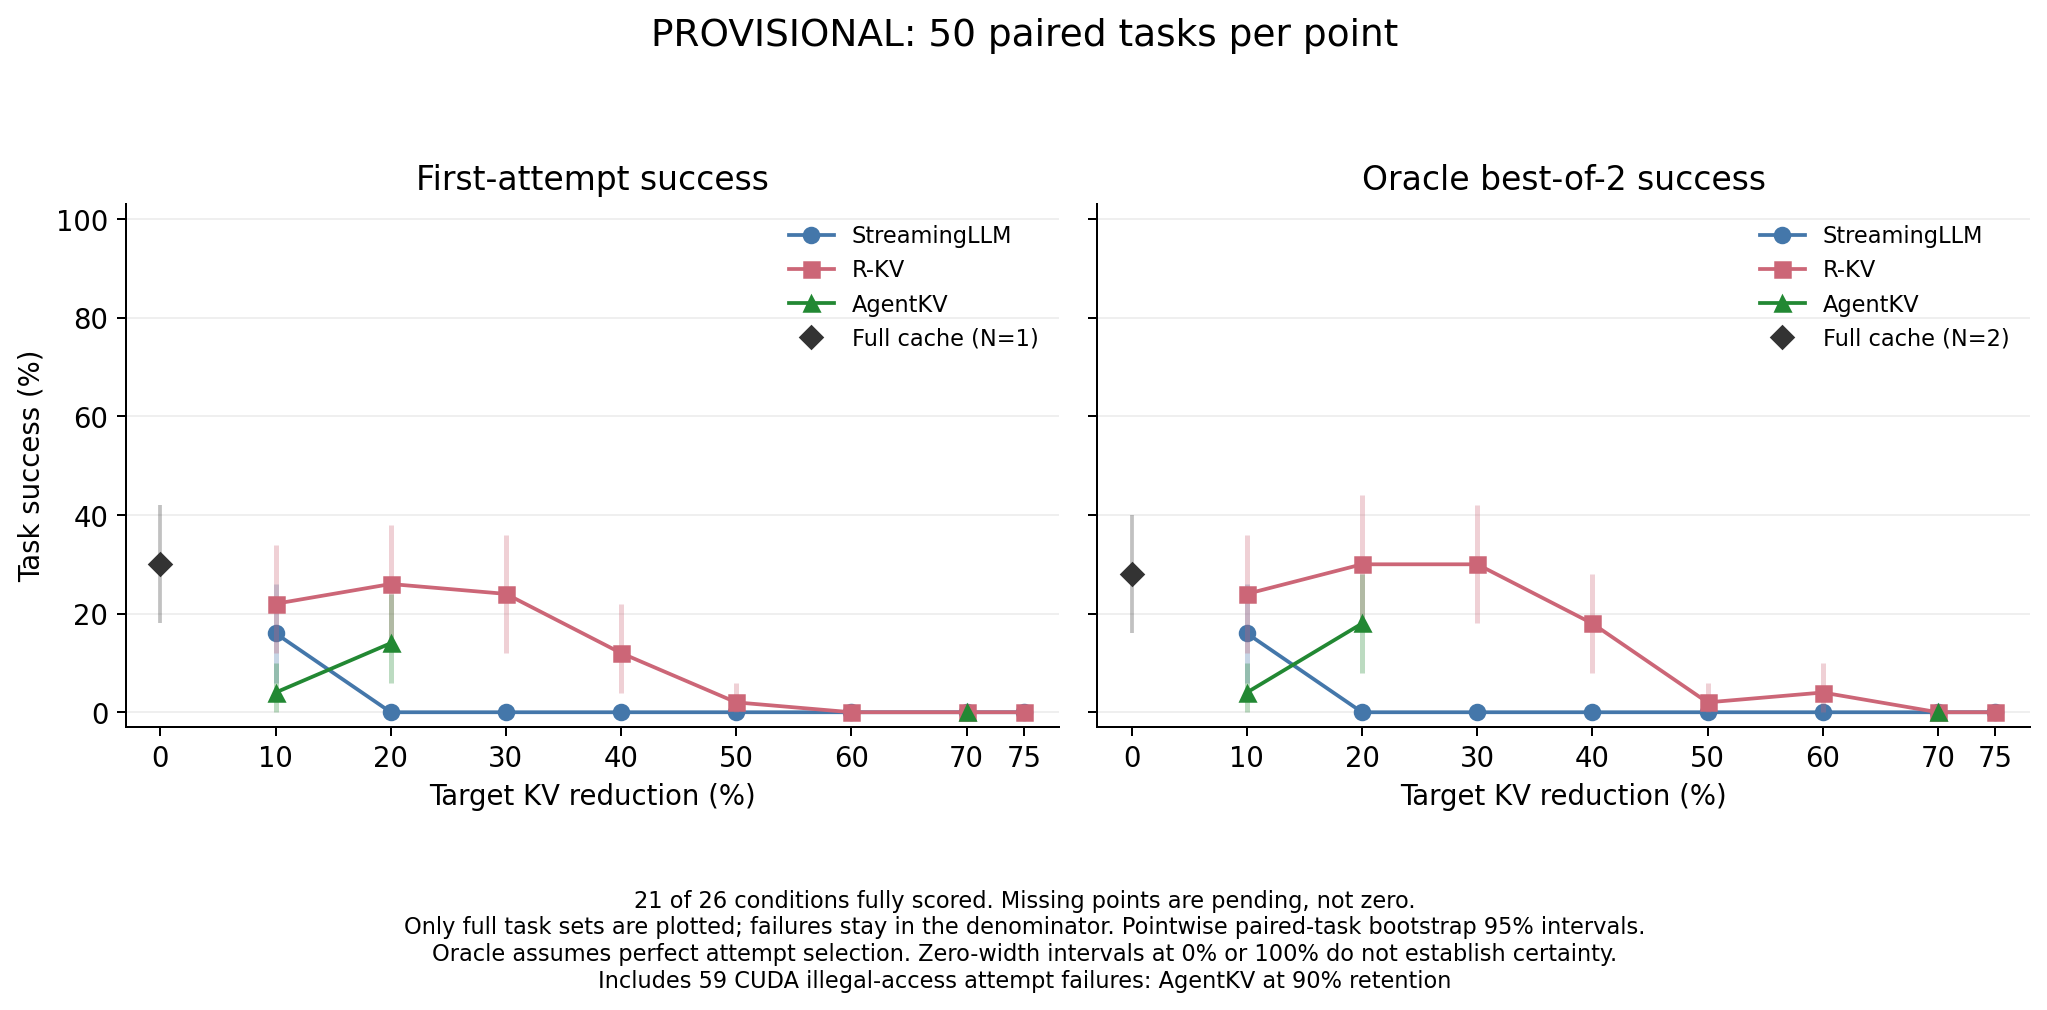 PROVISIONAL: 50 paired tasks per point
First-attempt success
Task success (%)
100
80
60
40
20
0
StreamingLLM
R-KV
AgentKV
Full cache (N=1)
0 10 20 30 40 50 60 70 75
Target KV reduction (%)
Oracle best-of-2 success
StreamingLLM
R-KV
AgentKV
Full cache (N=2)
0 10 20 30 40 50 60 70 75
Target KV reduction (%)
21 of 26 conditions fully scored. Missing points are pending, not zero.
Only full task sets are plotted; failures stay in the denominator. Pointwise paired-task bootstrap 95% intervals.
Oracle assumes perfect attempt selection. Zero-width intervals at 0% or 100% do not establish certainty.
Includes 59 CUDA illegal-access attempt failures: AgentKV at 90% retention